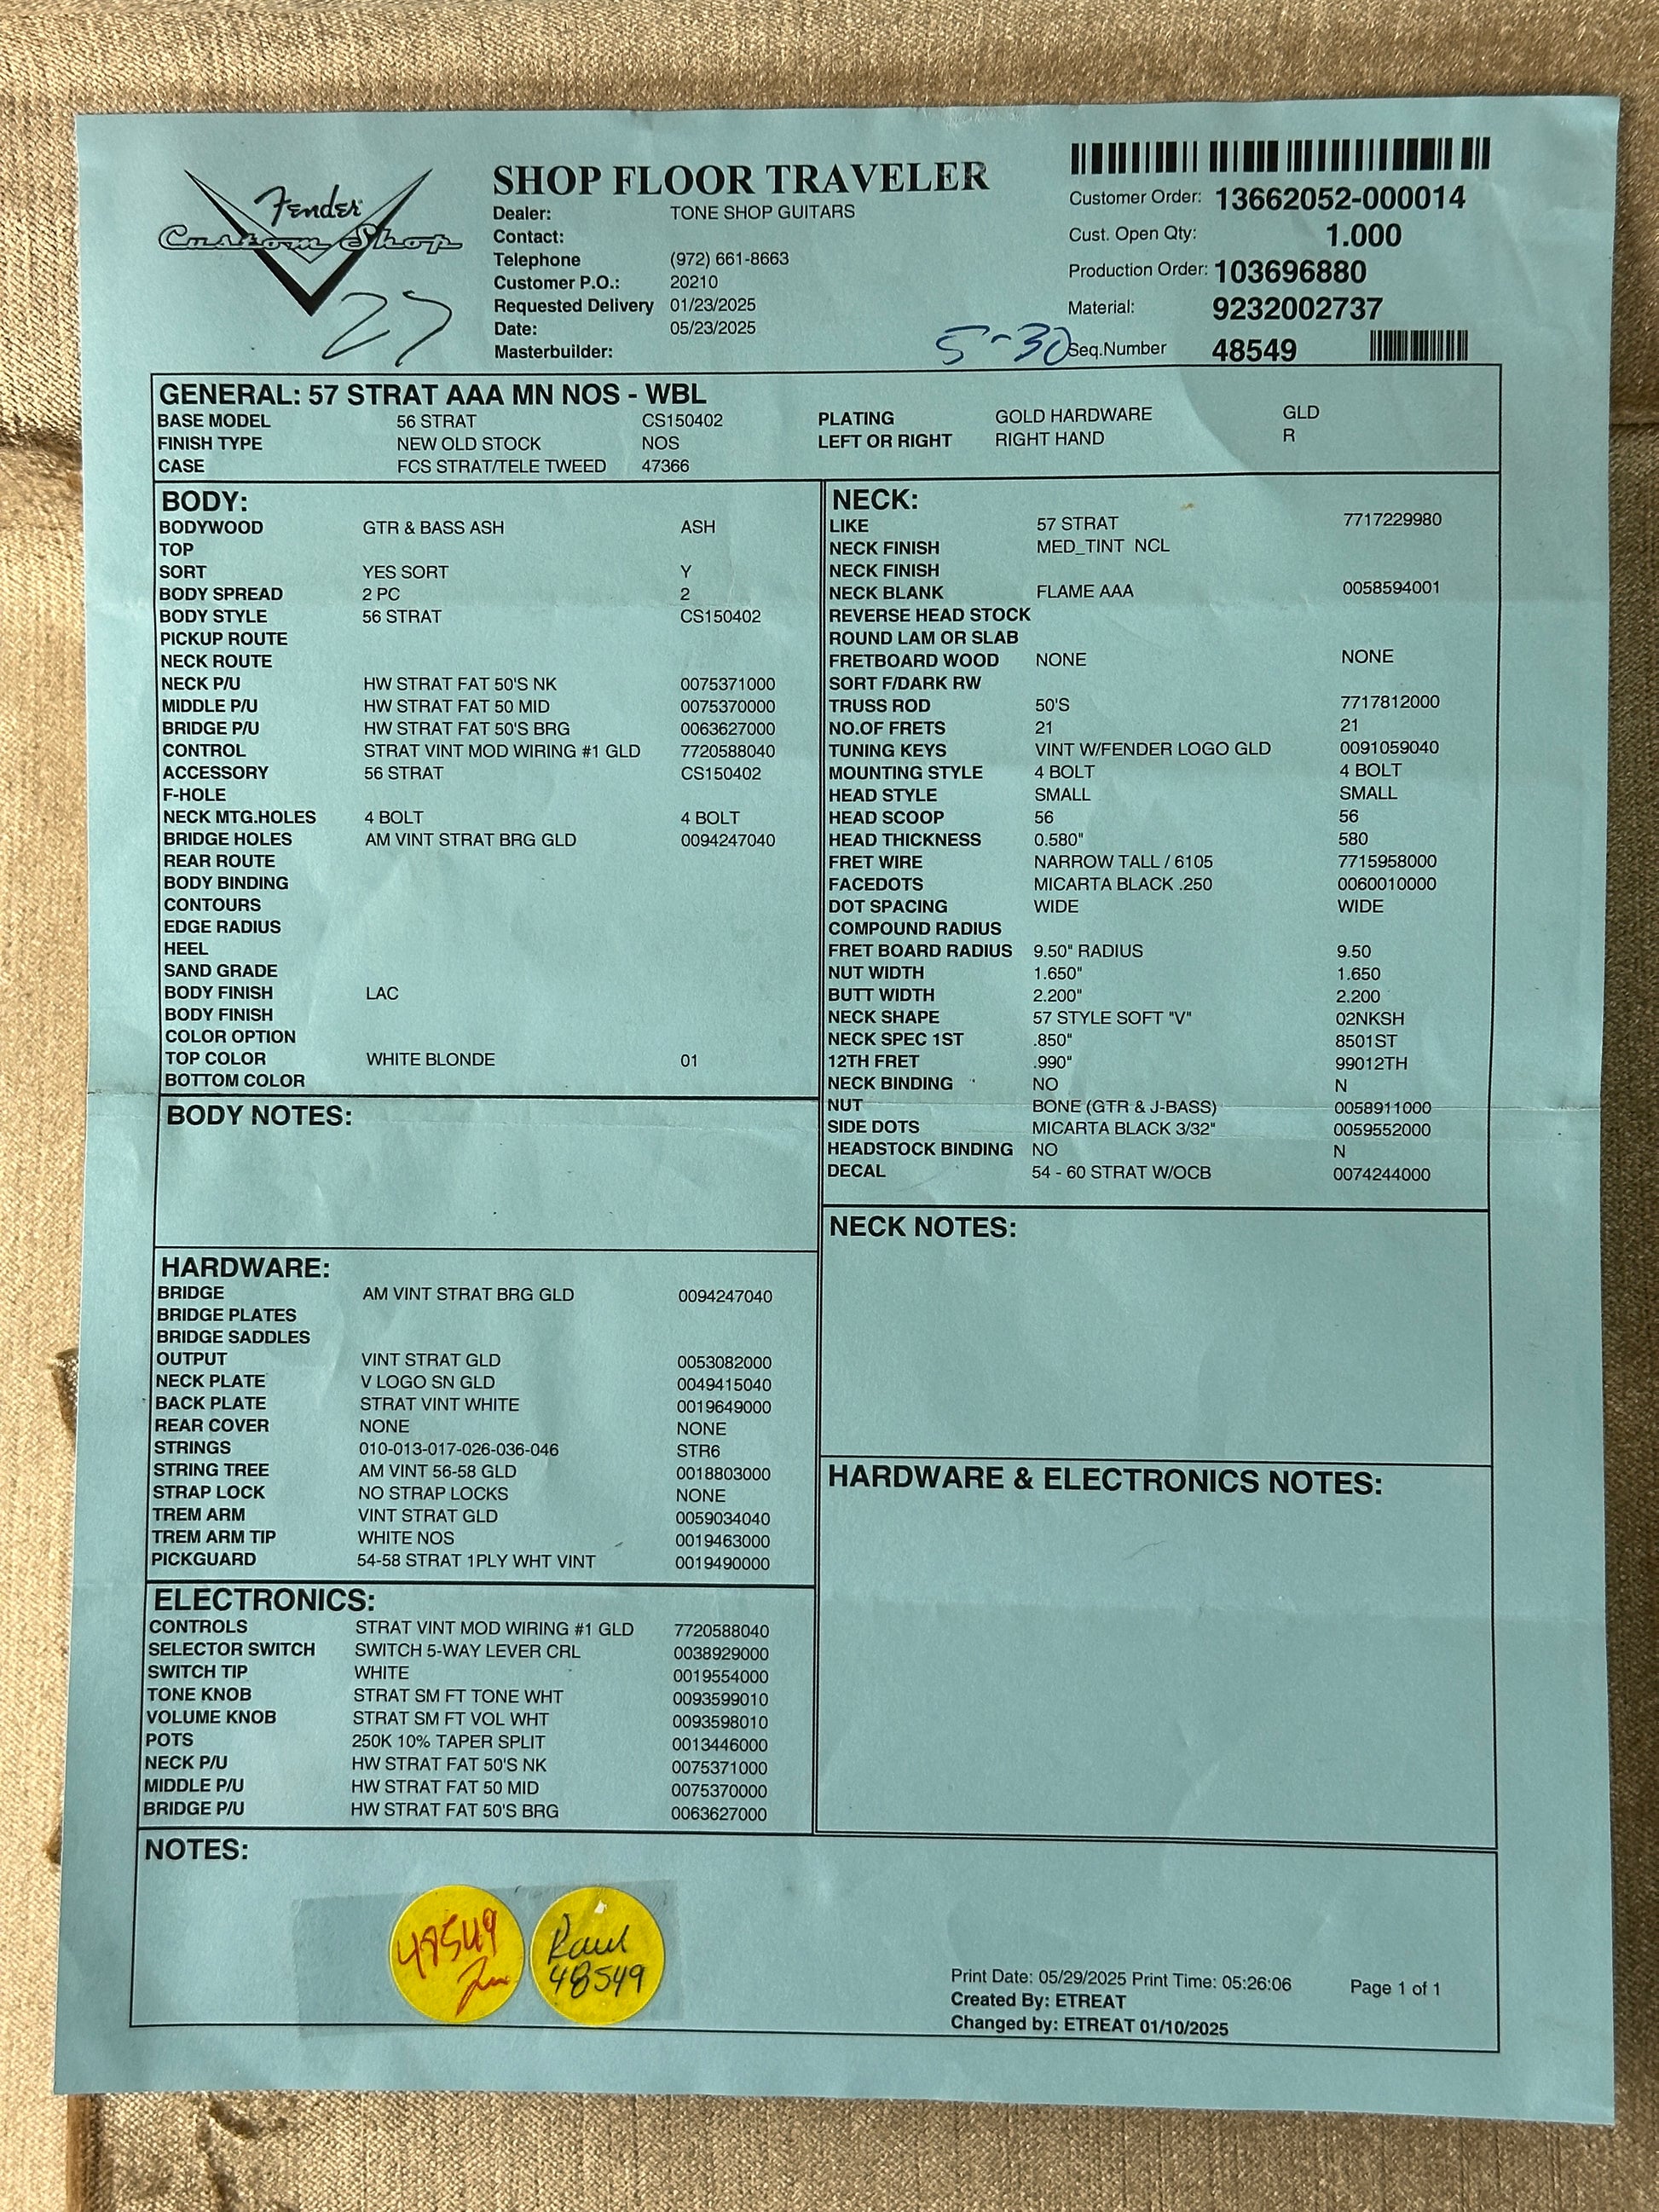 Fender
Custom Shop
27
SHOP FLOOR TRAVELER
Dealer: TONE SHOP GUITARS
Contact:
Telephone (972) 661-8663
Customer P.O.: 20210
Requested Delivery 01/23/2025
Date: 05/23/2025
Masterbuilder:
Customer Order: 13662052-000014
Cust. Open Qty: 1.000
Production Order: 103696880
Material: 9232002737
5-30
Seq.Number 48549
GENERAL: 57 STRAT AAA MN NOS - WBL
BASE MODEL 56 STRAT CS150402
FINISH TYPE NEW OLD STOCK NOS
CASE FCS STRAT/TELE TWEED 47366
PLATING GOLD HARDWARE GLD
LEFT OR RIGHT RIGHT HAND R
BODY:
BODYWOOD GTR & BASS ASH ASH
TOP
SORT YES SORT Y
BODY SPREAD 2 PC 2
BODY STYLE 56 STRAT CS150402
PICKUP ROUTE
NECK ROUTE
NECK P/U HW STRAT FAT 50'S NK 0075371000
MIDDLE P/U HW STRAT FAT 50 MID 0075370000
BRIDGE P/U HW STRAT FAT 50'S BRG 0063627000
CONTROL STRAT VINT MOD WIRING #1 GLD 7720588040
ACCESSORY 56 STRAT CS150402
F-HOLE
NECK MTG.HOLES 4 BOLT 4 BOLT
BRIDGE HOLES AM VINT STRAT BRG GLD 0094247040
REAR ROUTE
BODY BINDING
CONTOURS
EDGE RADIUS
HEEL
SAND GRADE
BODY FINISH LAC
BODY FINISH
COLOR OPTION
TOP COLOR WHITE BLONDE 01
BOTTOM COLOR
BODY NOTES:
HARDWARE:
BRIDGE AM VINT STRAT BRG GLD 0094247040
BRIDGE PLATES
BRIDGE SADDLES
OUTPUT VINT STRAT GLD 0053082000
NECK PLATE V LOGO SN GLD 0049415040
BACK PLATE STRAT VINT WHITE 0019649000
REAR COVER NONE NONE
STRINGS 010-013-017-026-036-046 STR6
STRING TREE AM VINT 56-58 GLD 0018803000
STRAP LOCK NO STRAP LOCKS NONE
TREM ARM VINT STRAT GLD 0059034040
TREM ARM TIP WHITE NOS 0019463000
PICKGUARD 54-58 STRAT 1PLY WHT VINT 0019490000
ELECTRONICS:
CONTROLS STRAT VINT MOD WIRING #1 GLD 7720588040
SELECTOR SWITCH SWITCH 5-WAY LEVER CRL 0038929000
SWITCH TIP WHITE 0019554000
TONE KNOB STRAT SM FT TONE WHT 0093599010
VOLUME KNOB STRAT SM FT VOL WHT 0093598010
POTS 250K 10% TAPER SPLIT 0013446000
NECK P/U HW STRAT FAT 50'S NK 0075371000
MIDDLE P/U HW STRAT FAT 50 MID 0075370000
BRIDGE P/U HW STRAT FAT 50'S BRG 0063627000
NECK:
LIKE 57 STRAT 7717229980
NECK FINISH MED_TINT NCL
NECK FINISH
NECK BLANK FLAME AAA 0058594001
REVERSE HEAD STOCK
ROUND LAM OR SLAB
FRETBOARD WOOD NONE NONE
SORT F/DARK RW
TRUSS ROD 50'S 7717812000
NO.OF FRETS 21 21
TUNING KEYS VINT W/FENDER LOGO GLD 0091059040
MOUNTING STYLE 4 BOLT 4 BOLT
HEAD STYLE SMALL SMALL
HEAD SCOOP 56 56
HEAD THICKNESS 0.580" 580
FRET WIRE NARROW TALL / 6105 7715958000
FACEDOTS MICARTA BLACK .250 0060010000
DOT SPACING WIDE WIDE
COMPOUND RADIUS
FRET BOARD RADIUS 9.50" RADIUS 9.50
NUT WIDTH 1.650" 1.650
BUTT WIDTH 2.200" 2.200
NECK SHAPE 57 STYLE SOFT "V" 02NKSH
NECK SPEC 1ST .850" 8501ST
12TH FRET .990" 99012TH
NECK BINDING NO N
NUT BONE (GTR & J-BASS) 0058911000
SIDE DOTS MICARTA BLACK 3/32" 0059552000
HEADSTOCK BINDING NO N
DECAL 54 - 60 STRAT W/OCB 0074244000
NECK NOTES:
HARDWARE & ELECTRONICS NOTES:
NOTES:
48549
Raul
48549
Print Date: 05/29/2025 Print Time: 05:26:06 Page 1 of 1
Created By: ETREAT
Changed by: ETREAT 01/10/2025